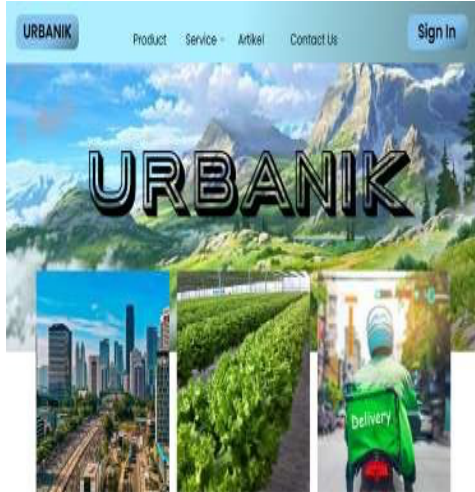 URBANIK
Product Service Artikel Contact Us
Sign In
URBANIK
Delivery